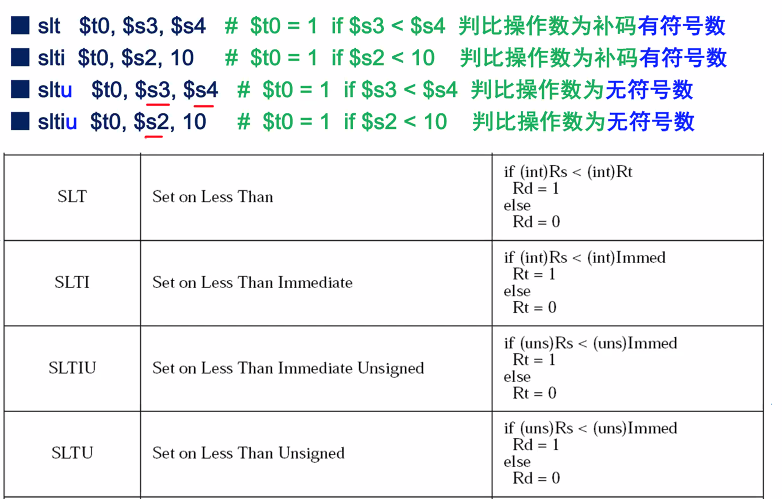 ■ slt $t0, $s3, $s4 # $t0 = 1 if $s3 < $s4 判比操作数为补码有符号数
■ slti $t0, $s2, 10 # $t0 = 1 if $s2 < 10 判比操作数为补码有符号数
■ sltu $t0, $s3, $s4 # $t0 = 1 if $s3 < $s4 判比操作数为无符号数
■ sltiu $t0, $s2, 10 # $t0 = 1 if $s2 < 10 判比操作数为无符号数
SLT
Set on Less Than
if (int)Rs < (int)Rt
Rd = 1
else
Rd = 0
SLTI
Set on Less Than Immediate
if (int)Rs < (int)Immed
Rt = 1
else
Rt = 0
SLTIU
Set on Less Than Immediate Unsigned
if (uns)Rs < (uns)Immed
Rt = 1
else
Rt = 0
SLTU
Set on Less Than Unsigned
if (uns)Rs < (uns)Immed
Rd = 1
else
Rd = 0